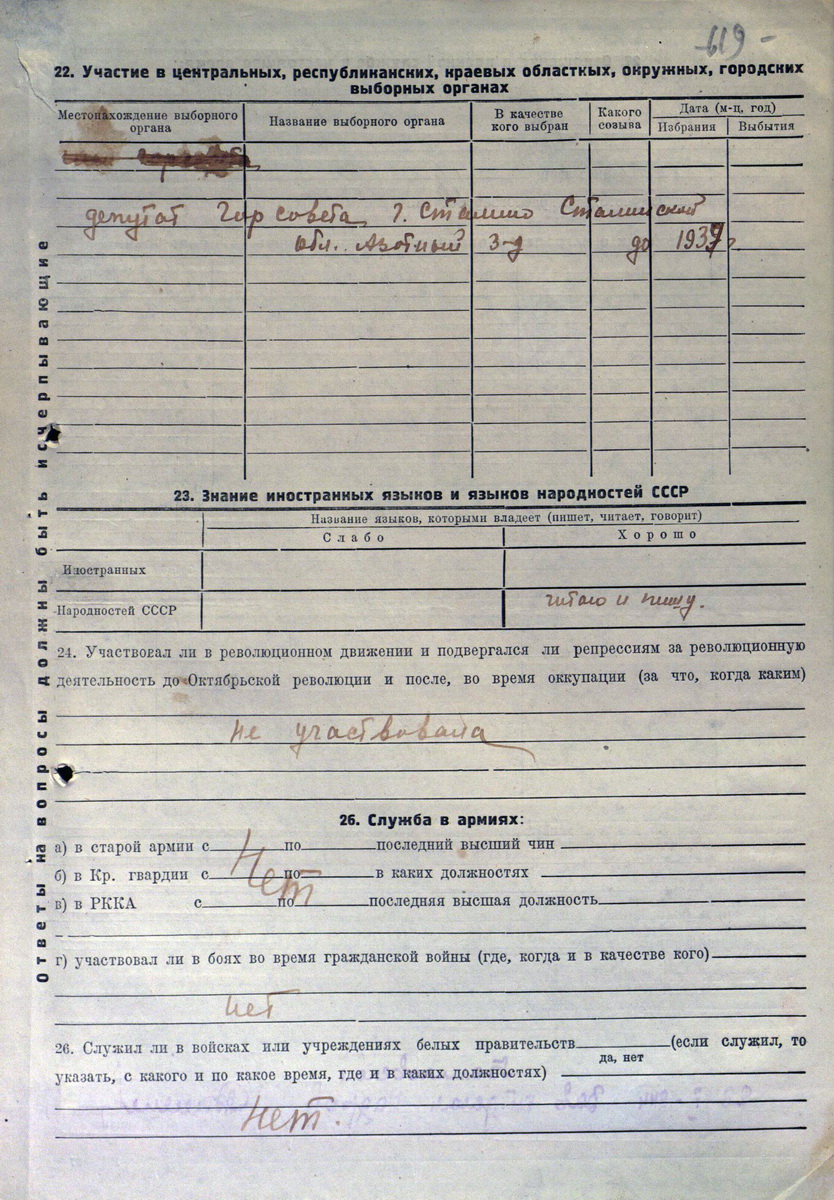 619 -
22. Участие в центральных, республиканских, краевых областкых, окружных, городских
выборных органах
Местонахождение выборного органа Название выборного органа В качестве кого выбран Какого созыва Дата (м-ц, год)
Избрания Выбытия
депутат Горсовета г. Сталино Сталинской
обл. Азотный 3-д до 1937 г.
23. Знание иностранных языков и языков народностей СССР
Название языков, которыми владеет (пишет, читает, говорит)
Слабо Хорошо
Иностранных
Народностей СССР читаю и пишу.
24. Участвовал ли в революционном движении и подвергался ли репрессиям за революционную
деятельность до Октябрьской революции и после, во время оккупации (за что, когда каким)
не участвовала
26. Служба в армиях:
а) в старой армии с по последний высший чин
б) в Кр. гвардии с по в каких должностях
Нет
в) в РККА с по последняя высшая должность
г) участвовал ли в боях во время гражданской войны (где, когда и в качестве кого)
нет
26. Служил ли в войсках или учреждениях белых правительств (если служил, то
да, нет
указать, с какого и по какое время, где и в каких должностях)
Нет.
Ответы на вопросы должны быть исчерпывающие